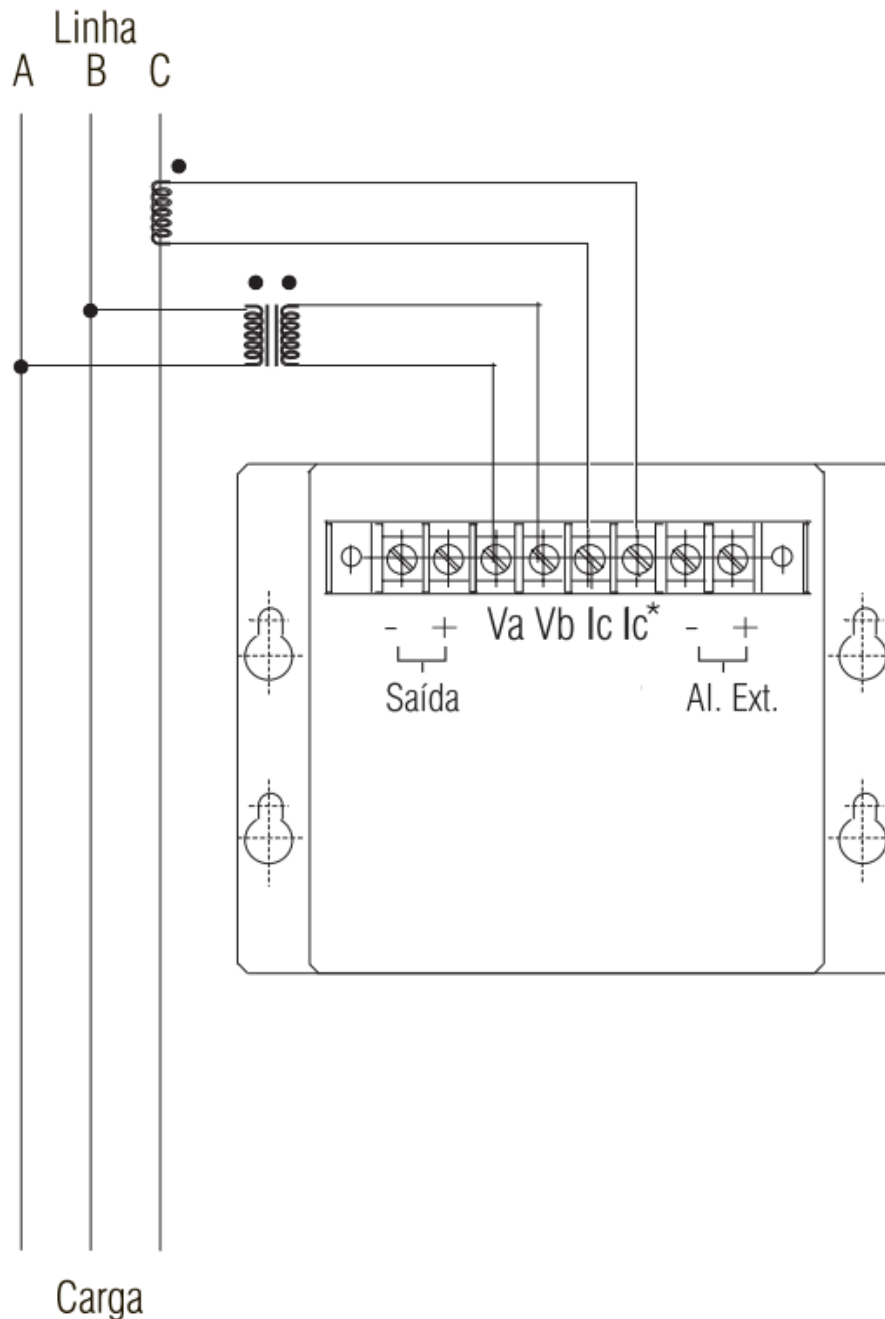 Linha
A B C
Va Vb Ic Ic*
- + - +
Saída Al. Ext.
Carga